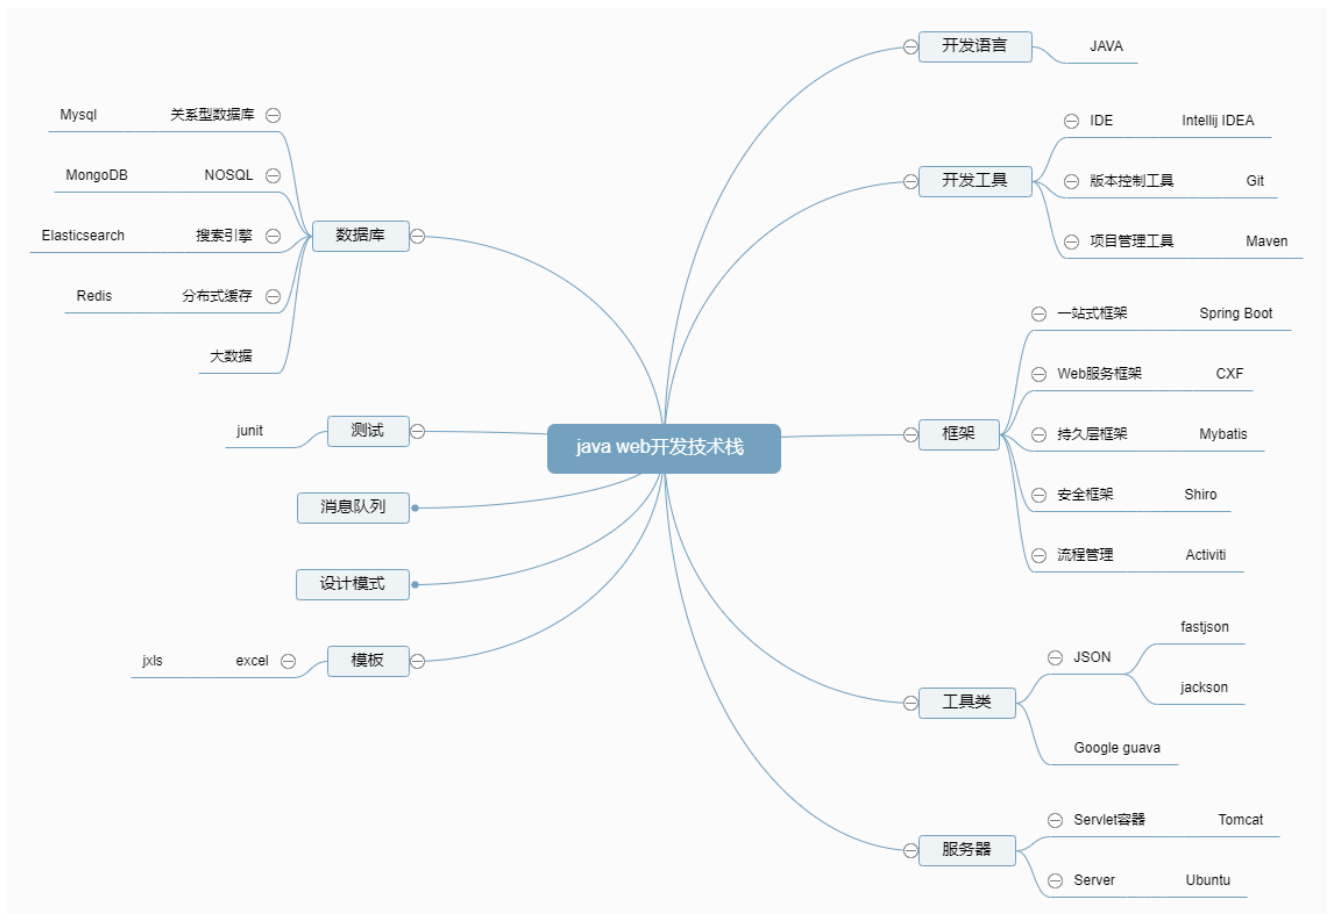 java web开发技术栈
开发语言
JAVA
开发工具
IDE
Intellij IDEA
版本控制工具
Git
项目管理工具
Maven
框架
一站式框架
Spring Boot
Web服务框架
CXF
持久层框架
Mybatis
安全框架
Shiro
流程管理
Activiti
工具类
JSON
fastjson
jackson
Google guava
服务器
Servlet容器
Tomcat
Server
Ubuntu
数据库
关系型数据库
Mysql
NOSQL
MongoDB
搜索引擎
Elasticsearch
分布式缓存
Redis
大数据
测试
junit
消息队列
设计模式
模板
excel
jxls